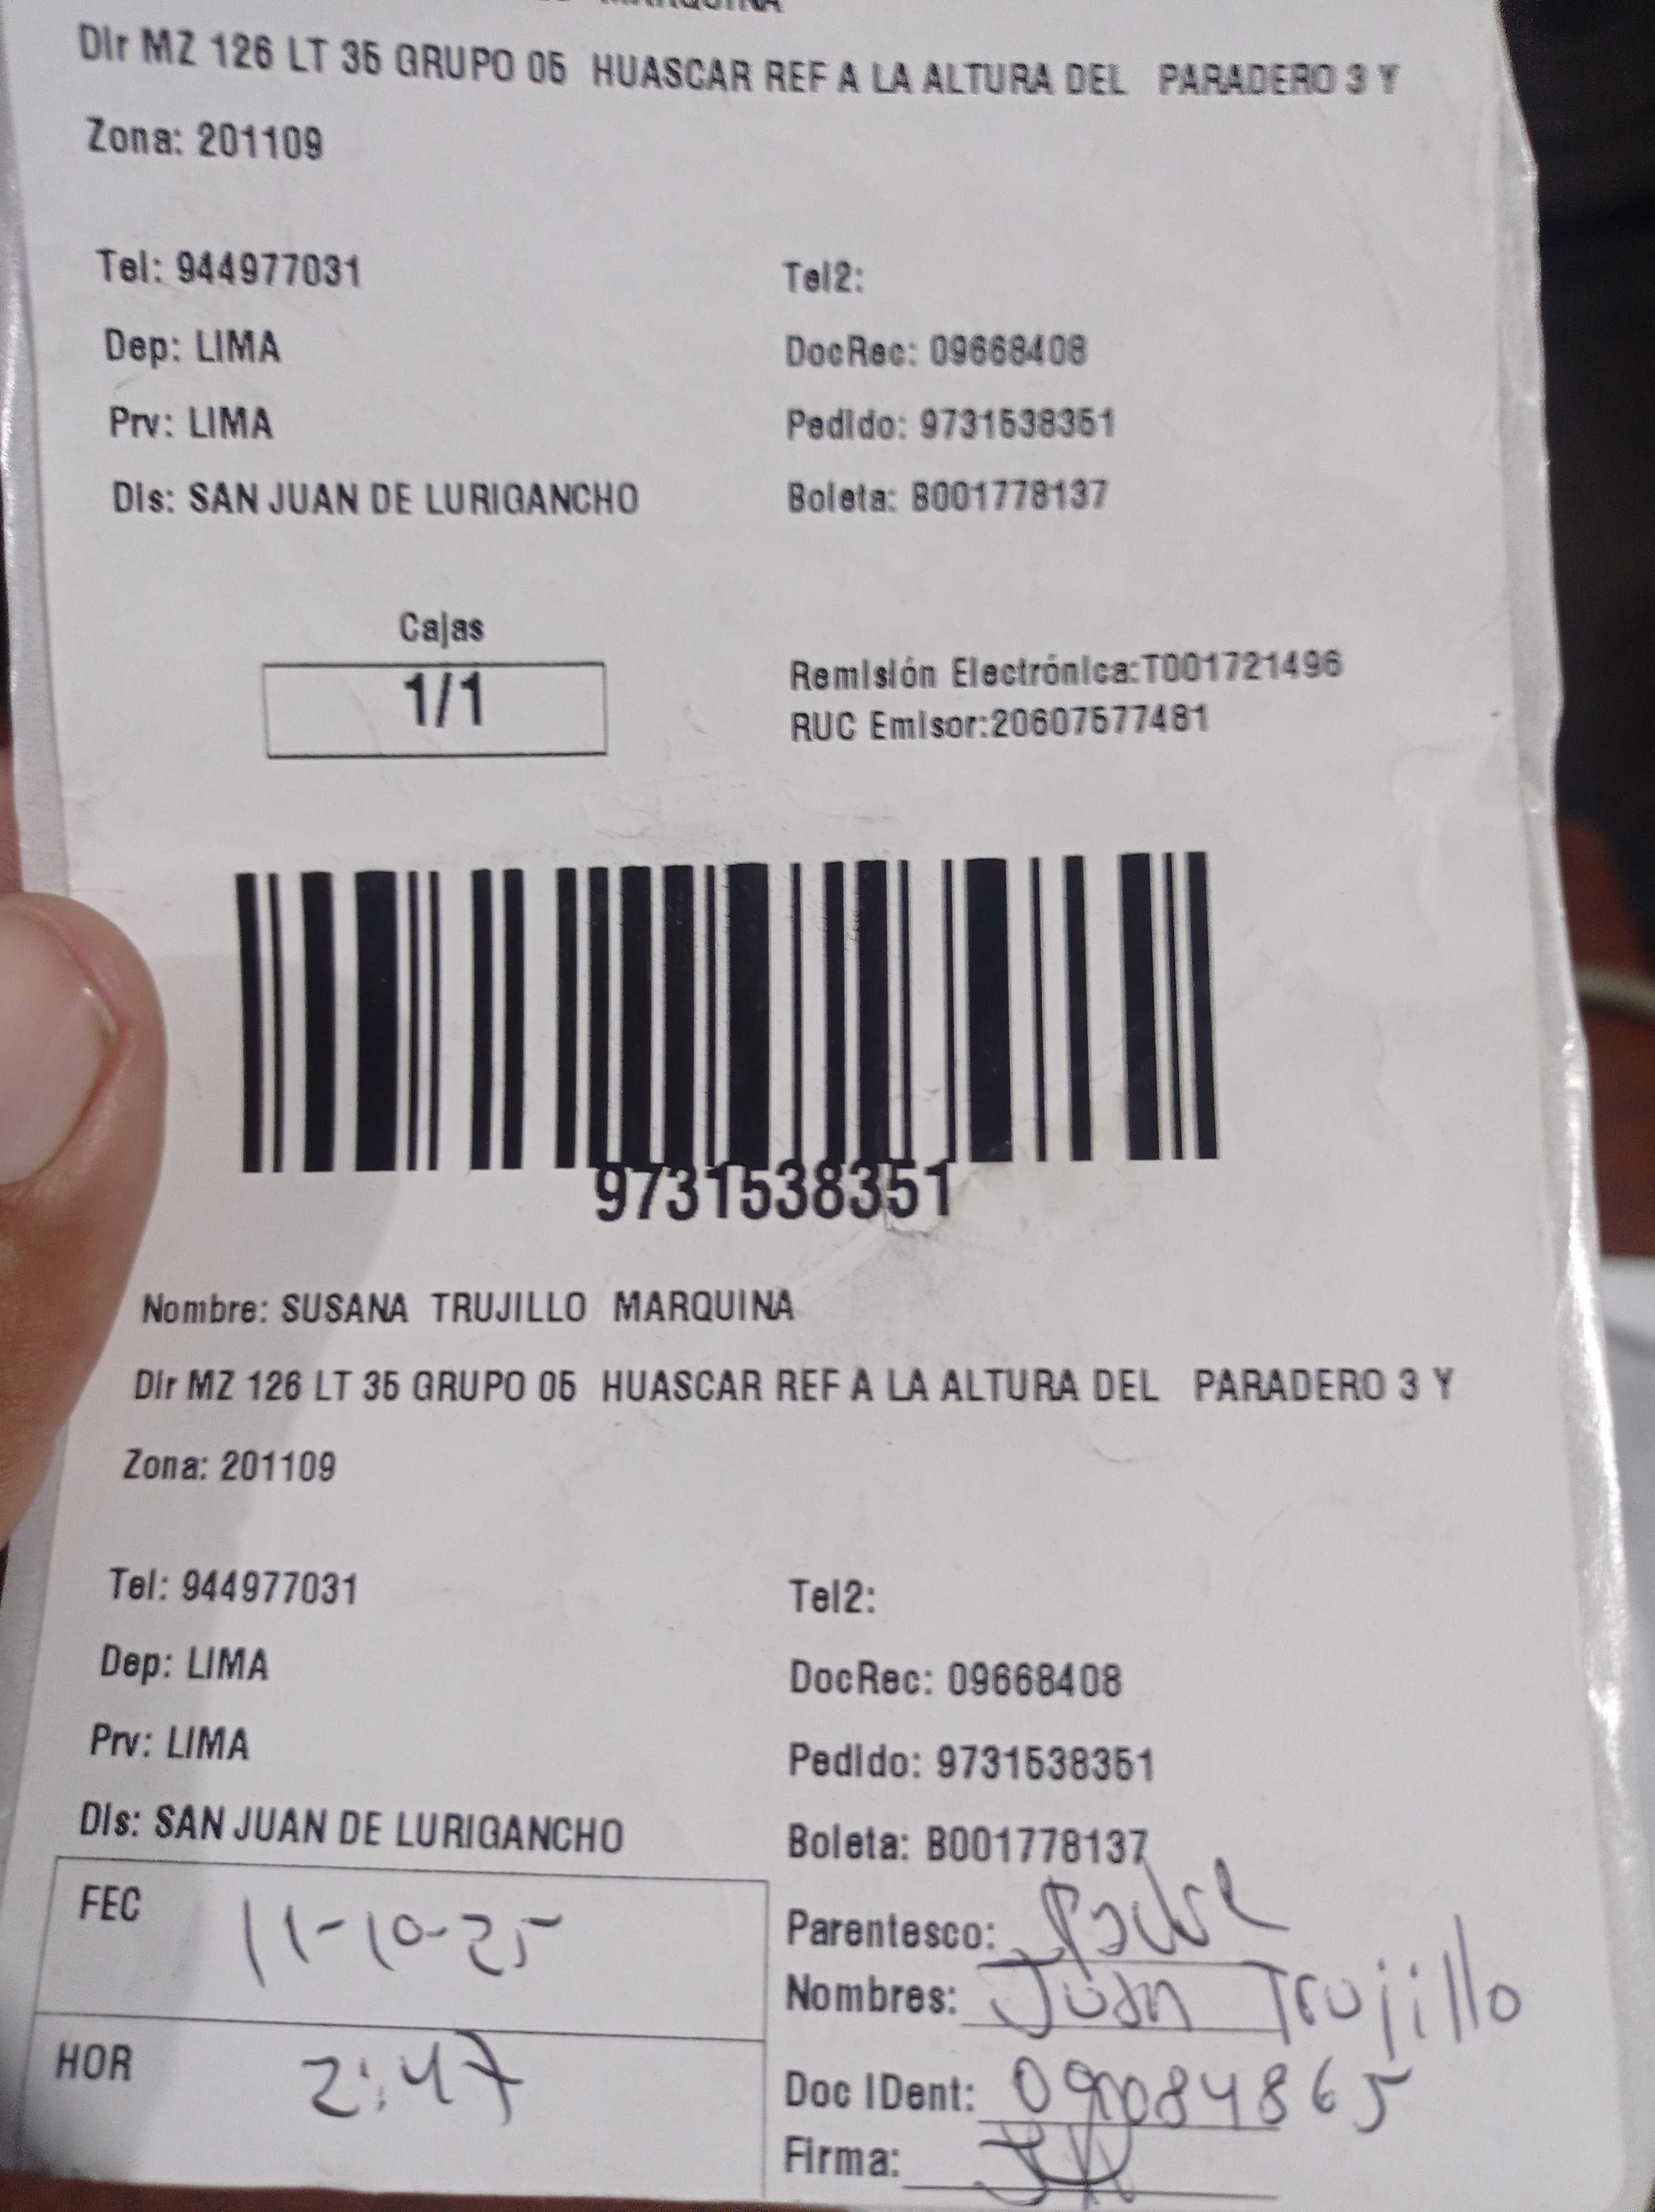 MARQUINA
Dir MZ 126 LT 35 GRUPO 05 HUASCAR REF A LA ALTURA DEL PARADERO 3 Y
Zona: 201109
Tel: 944977031 Tel2:
Dep: LIMA DocRec: 09668408
Prv: LIMA Pedido: 9731538351
Dis: SAN JUAN DE LURIGANCHO Boleta: B001778137
Cajas
1/1
Remisión Electrónica:T001721496
RUC Emisor:20607577481
9731538351
Nombre: SUSANA TRUJILLO MARQUINA
Dir MZ 126 LT 35 GRUPO 05 HUASCAR REF A LA ALTURA DEL PARADERO 3 Y
Zona: 201109
Tel: 944977031 Tel2:
Dep: LIMA DocRec: 09668408
Prv: LIMA Pedido: 9731538351
Dis: SAN JUAN DE LURIGANCHO Boleta: B001778137
FEC 11-10-25 Parentesco: Padre
Nombres: Juan Trujillo
HOR 2:47
Doc IDent:
Firma: